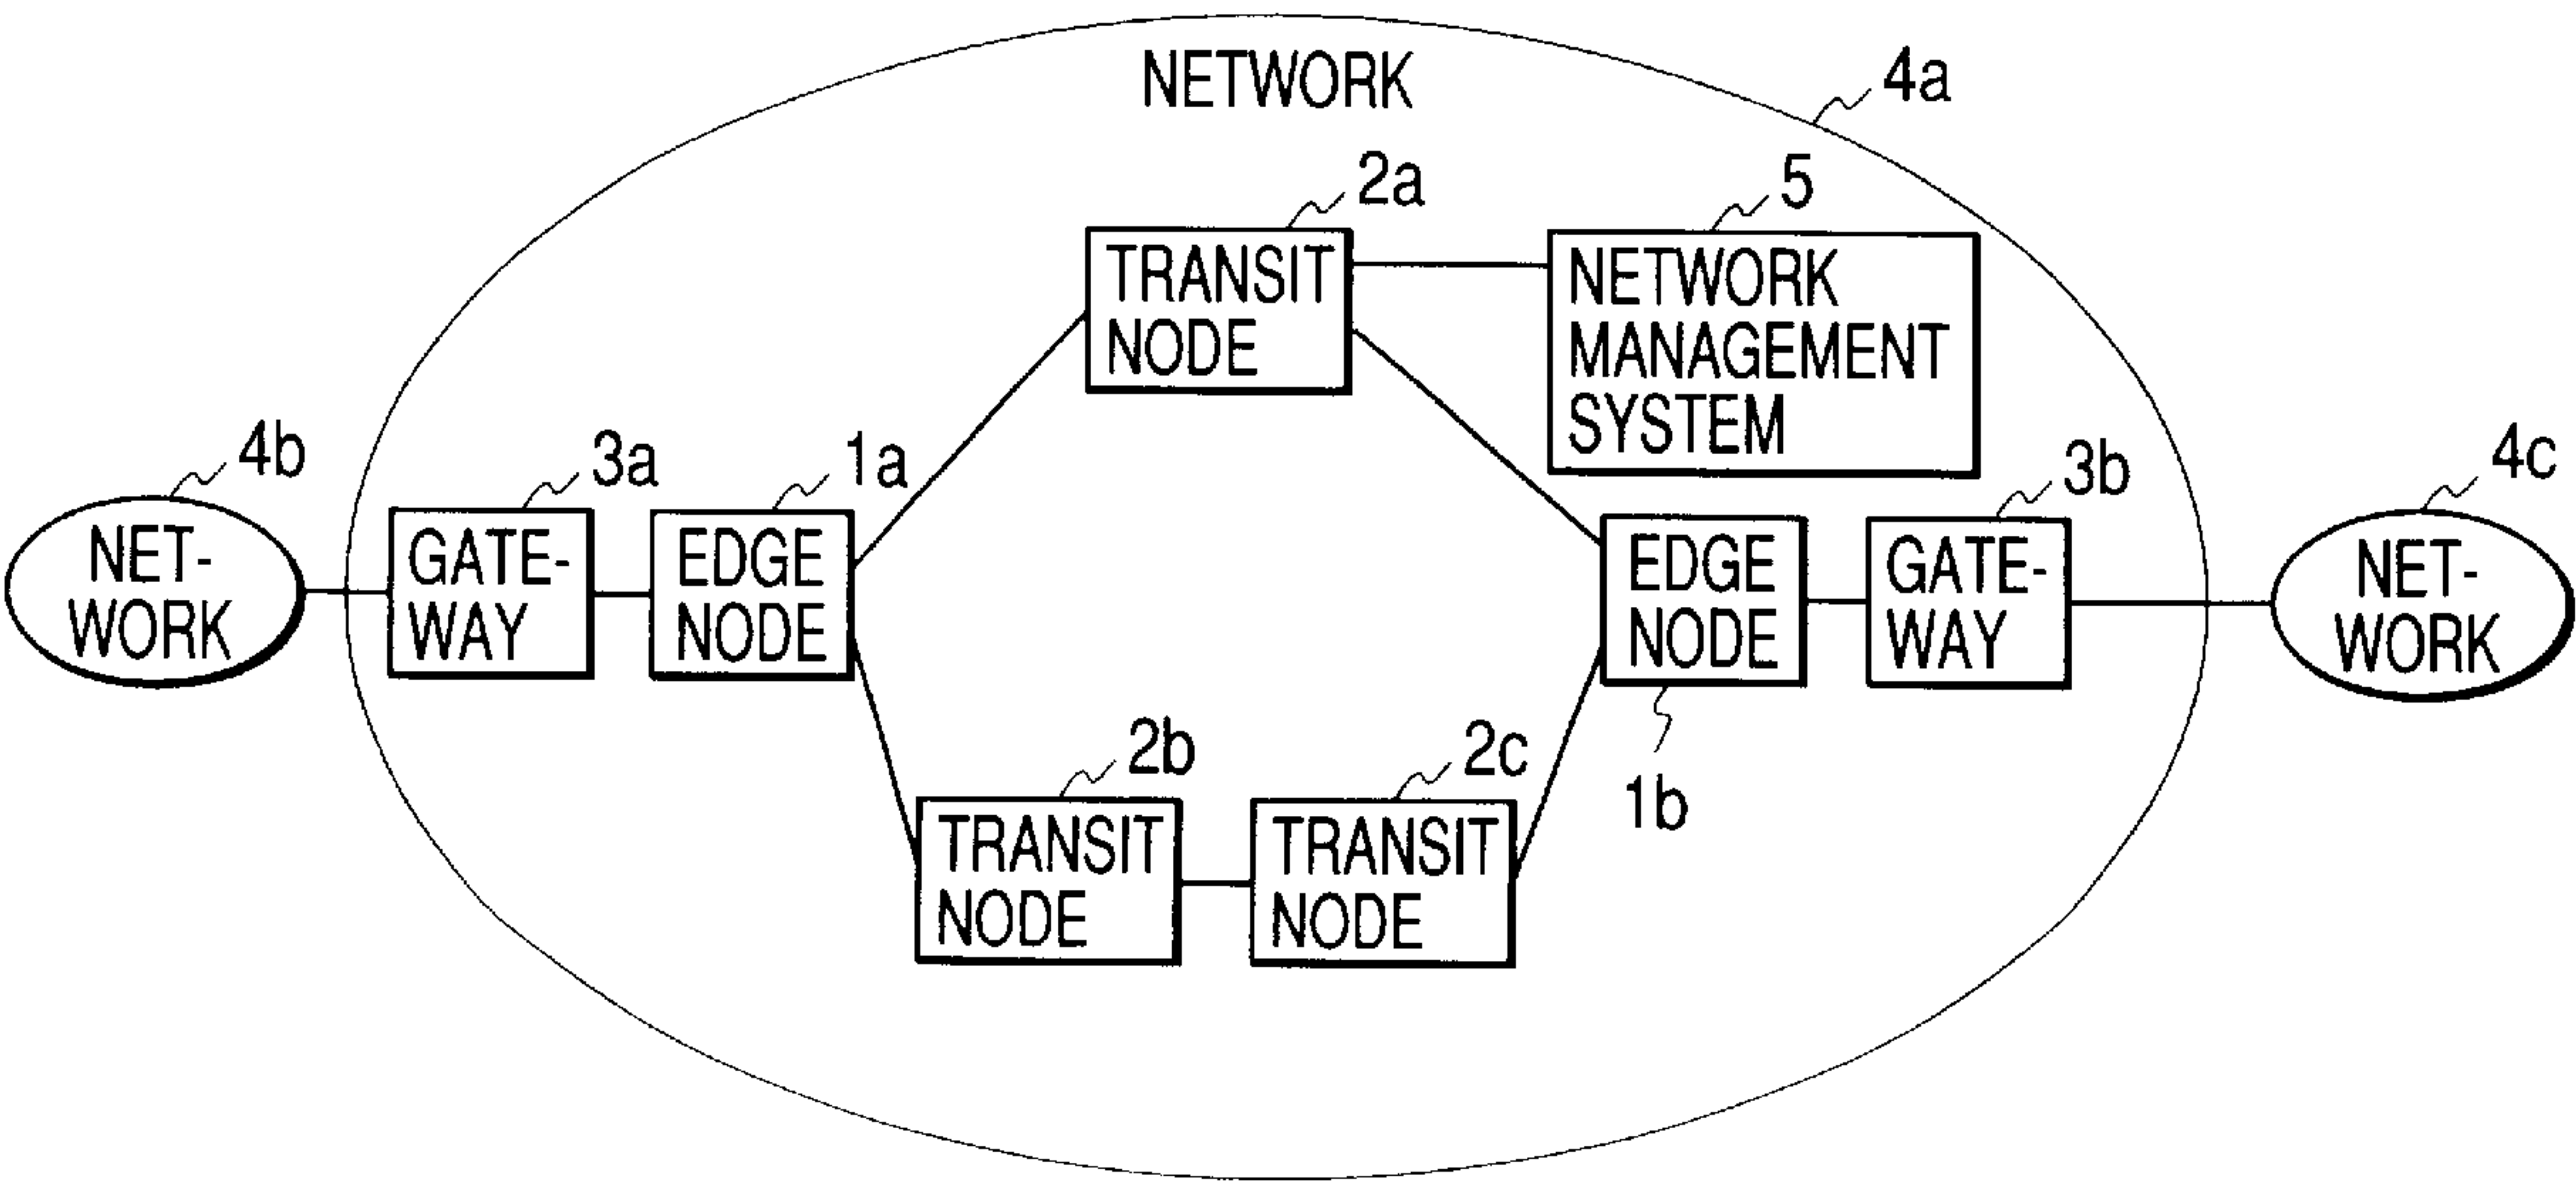 NETWORK
4a
2a
5
TRANSIT
NODE
NETWORK
MANAGEMENT
SYSTEM
4b
3a
1a
3b
4c
NET-
WORK
GATE-
WAY
EDGE
NODE
EDGE
NODE
GATE-
WAY
NET-
WORK
2b
2c
1b
TRANSIT
NODE
TRANSIT
NODE